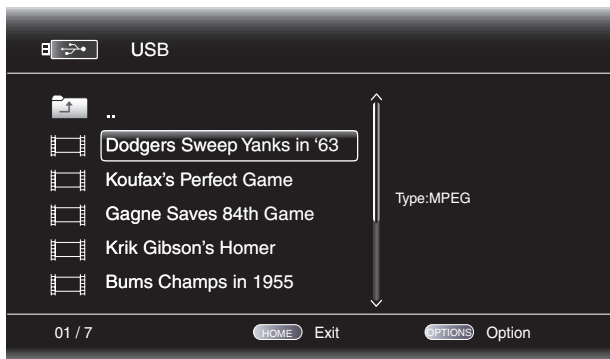 USB
..
Dodgers Sweep Yanks in ‘63
Koufax’s Perfect Game
Gagne Saves 84th Game
Krik Gibson’s Homer
Bums Champs in 1955
Type:MPEG
01 / 7 HOME Exit OPTIONS Option